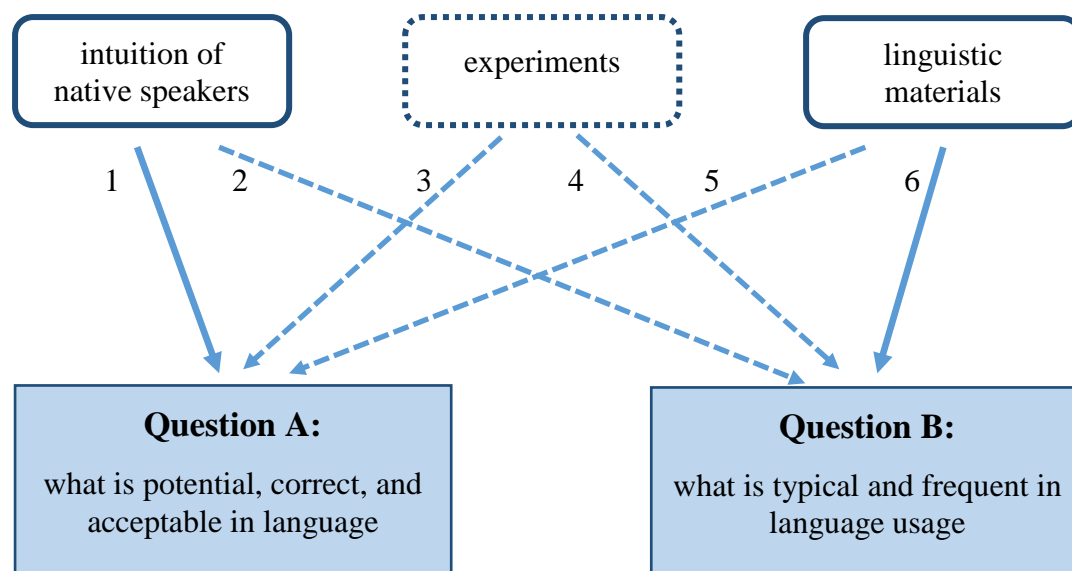 intuition of
native speakers
experiments
linguistic
materials
1
2
3
4
5
6
Question A:
what is potential, correct, and
acceptable in language
Question B:
what is typical and frequent in
language usage